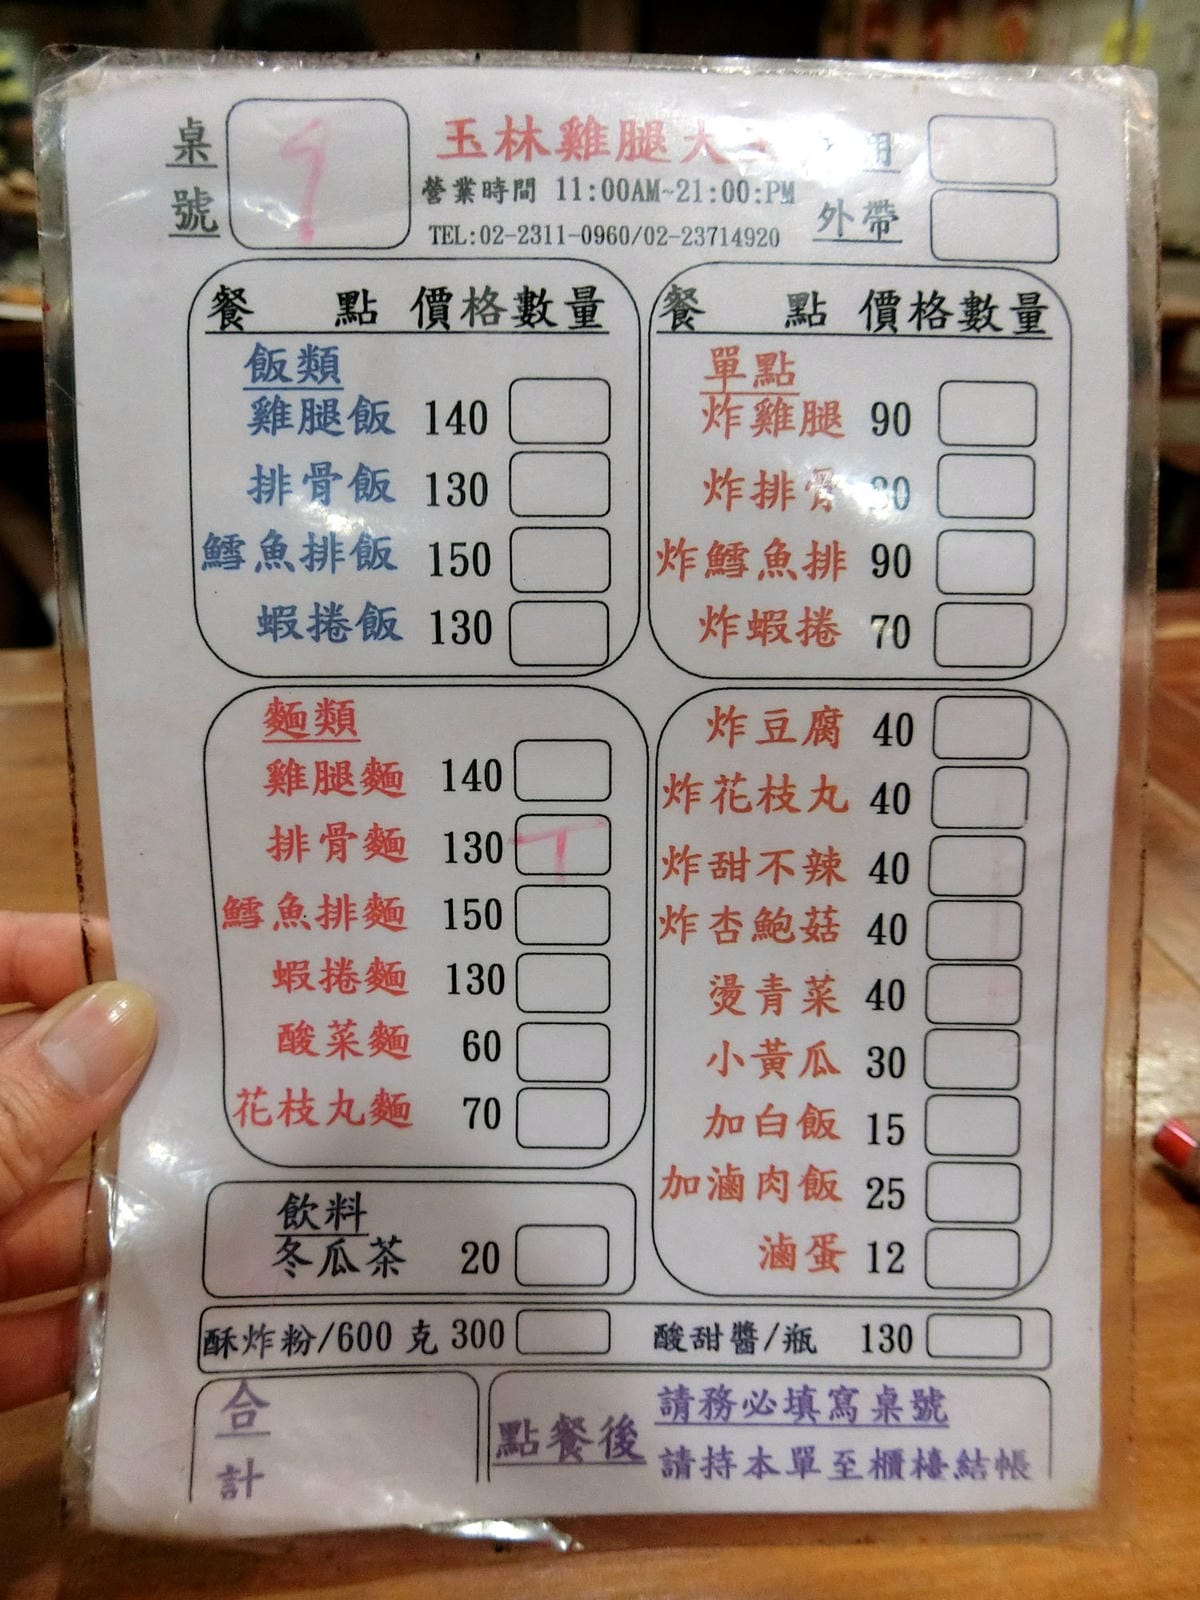 桌號 9
玉林雞腿大
用
營業時間 11:00AM~21:00:PM
外帶
TEL:02-2311-0960/02-23714920
餐 點 價格 數量
飯類
雞腿飯 140
排骨飯 130
鱈魚排飯 150
蝦捲飯 130
餐 點 價格 數量
單點
炸雞腿 90
炸排骨
炸鱈魚排 90
炸蝦捲 70
麵類
雞腿麵 140
排骨麵 130
鱈魚排麵 150
蝦捲麵 130
酸菜麵 60
花枝丸麵 70
炸豆腐 40
炸花枝丸 40
炸甜不辣 40
炸杏鮑菇 40
燙青菜 40
小黃瓜 30
加白飯 15
加滷肉飯 25
滷蛋 12
飲料
冬瓜茶 20
酥炸粉/600 克 300
酸甜醬/瓶 130
合計
點餐後
請務必填寫桌號
請持本單至櫃檯結帳